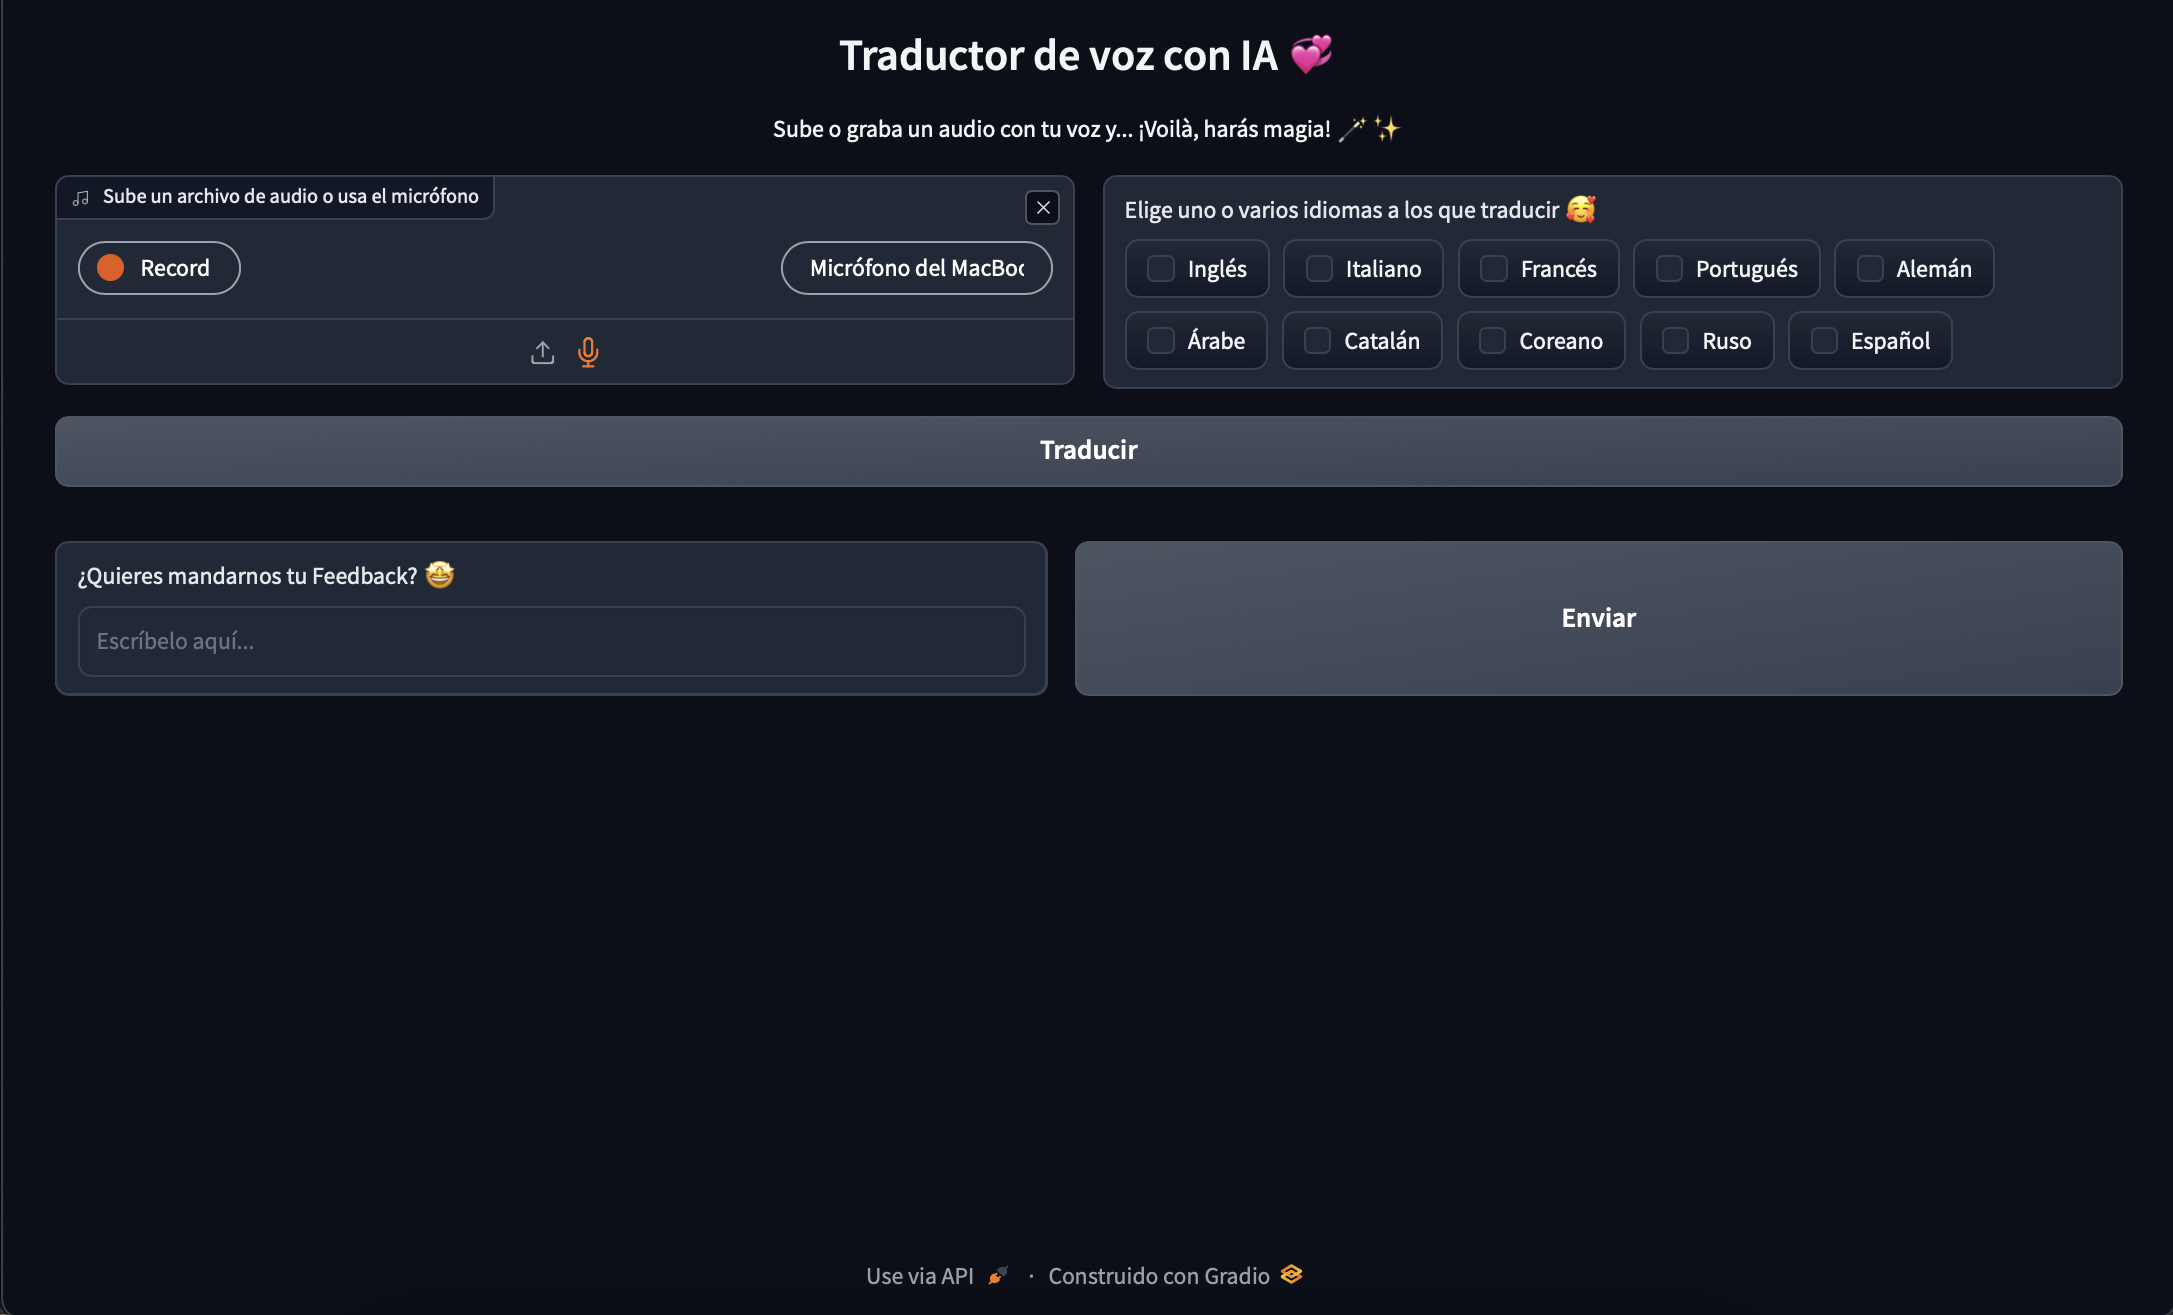 Traductor de voz con IA 💞
Sube o graba un audio con tu voz y... ¡Voilà, harás magia! 🪄✨
Sube un archivo de audio o usa el micrófono
Record
Micrófono del MacBoo
Elige uno o varios idiomas a los que traducir 🥰
Inglés Italiano Francés Portugués Alemán
Árabe Catalán Coreano Ruso Español
Traducir
¿Quieres mandarnos tu Feedback? 🤩
Escríbelo aquí...
Enviar
Use via API 🚀 · Construido con Gradio